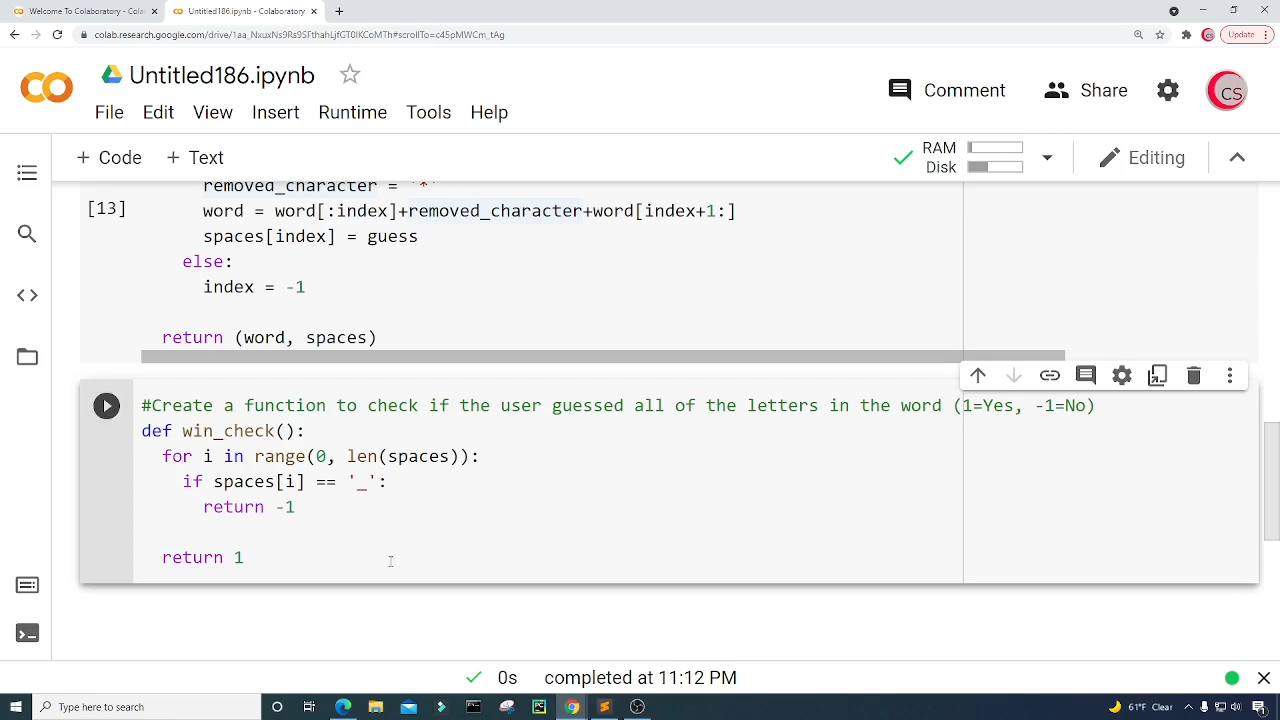 Welcome To Colaboratory - Colal
Untitled186.ipynb - Colaboratory
colab.research.google.com/drive/1aa_NxuxNs9Rs9SFthahLjfGT0IKCoMTh#scrollTo=c45pMWCm_tAg
Update
Untitled186.ipynb
Comment
Share
CS
File Edit View Insert Runtime Tools Help
+ Code + Text
RAM
Disk
Editing
removed_character = '*'
[13]
word = word[:index]+removed_character+word[index+1:]
spaces[index] = guess
else:
index = -1
return (word, spaces)
#Create a function to check if the user guessed all of the letters in the word (1=Yes, -1=No)
def win_check():
for i in range(0, len(spaces)):
if spaces[i] == '_':
return -1
return 1
0s completed at 11:12 PM
Type here to search
61°F Clear